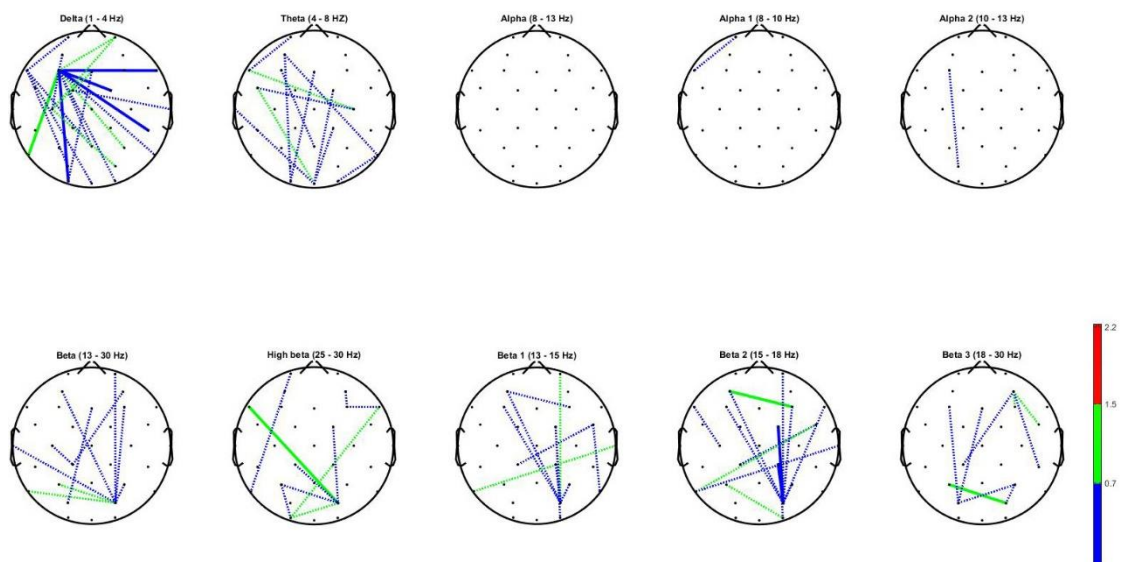 Delta (1 - 4 Hz)
Theta (4 - 8 HZ)
Alpha (8 - 13 Hz)
Alpha 1 (8 - 10 Hz)
Alpha 2 (10 - 13 Hz)
Beta (13 - 30 Hz)
High beta (25 - 30 Hz)
Beta 1 (13 - 15 Hz)
Beta 2 (15 - 18 Hz)
Beta 3 (18 - 30 Hz)
2.2
1.5
0.7